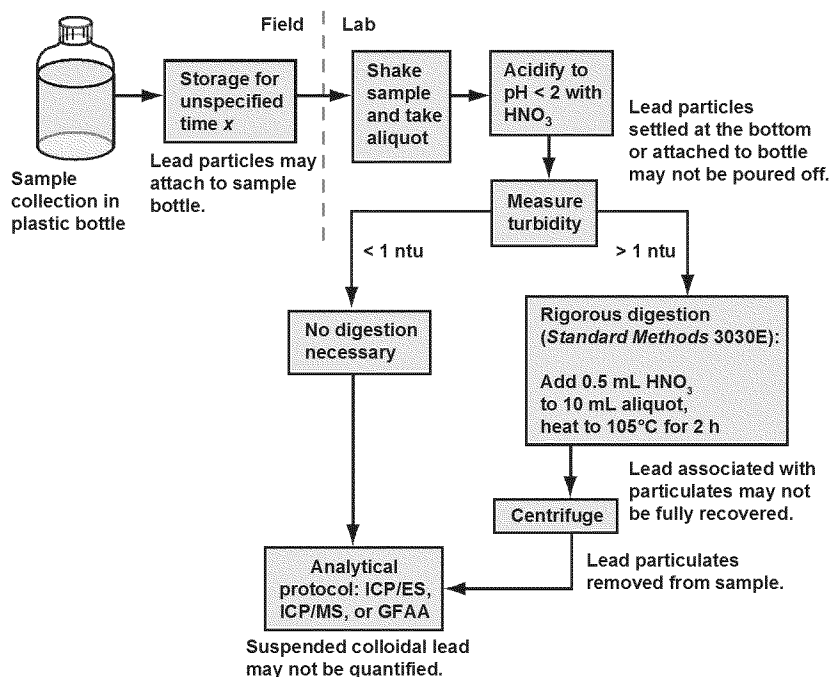 Field
Lab
Sample
collection in
plastic bottle
Storage for
unspecified
time x
Lead particles may
attach to sample
bottle.
Shake
sample
and take
aliquot
Acidify to
pH < 2 with
HNO₃
Lead particles
settled at the bottom
or attached to bottle
may not be poured off.
Measure
turbidity
< 1 ntu
> 1 ntu
No digestion
necessary
Rigorous digestion
(Standard Methods 3030E):
Add 0.5 mL HNO₃
to 10 mL aliquot,
heat to 105°C for 2 h
Lead associated with
particulates may not
be fully recovered.
Centrifuge
Lead particulates
removed from sample.
Analytical
protocol: ICP/ES,
ICP/MS, or GFAA
Suspended colloidal lead
may not be quantified.